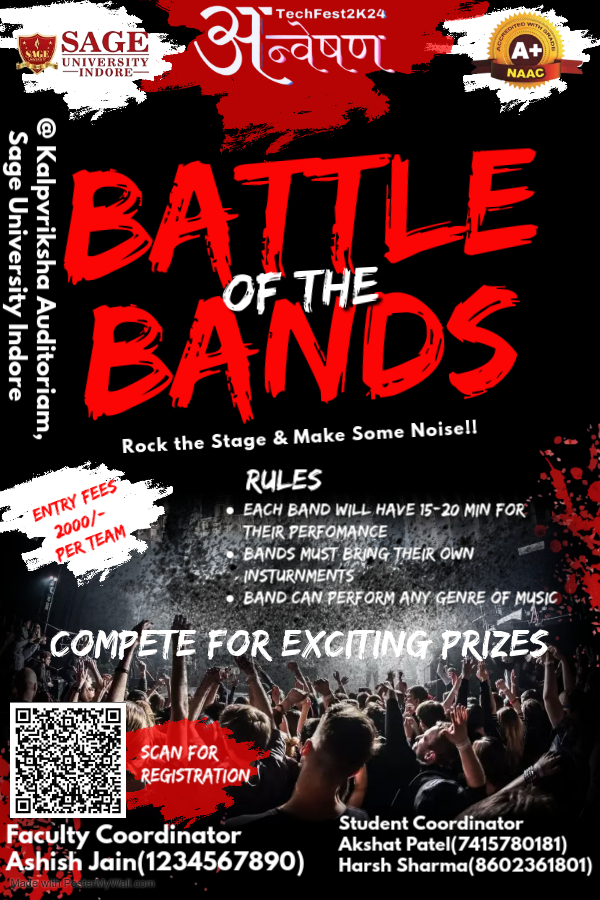 SAGE
SAGE
UNIVERSITY
INDORE
TechFest2K24
अन्वेषण
ACCREDITED WITH GRADE
A+
NAAC
@ Kalpvriksha Auditoriam,
Sage University Indore
BATTLE
OF THE
BANDS
Rock the Stage & Make Some Noise!!
ENTRY FEES
2000/-
PER TEAM
RULES
• EACH BAND WILL HAVE 15-20 MIN FOR
THEIR PERFOMANCE
• BANDS MUST BRING THEIR OWN
INSTURNMENTS
• BAND CAN PERFORM ANY GENRE OF MUSIC
COMPETE FOR EXCITING PRIZES
SCAN FOR
REGISTRATION
Faculty Coordinator
Ashish Jain(1234567890)
Student Coordinator
Akshat Patel(7415780181)
Harsh Sharma(8602361801)
Made with PosterMyWall.com